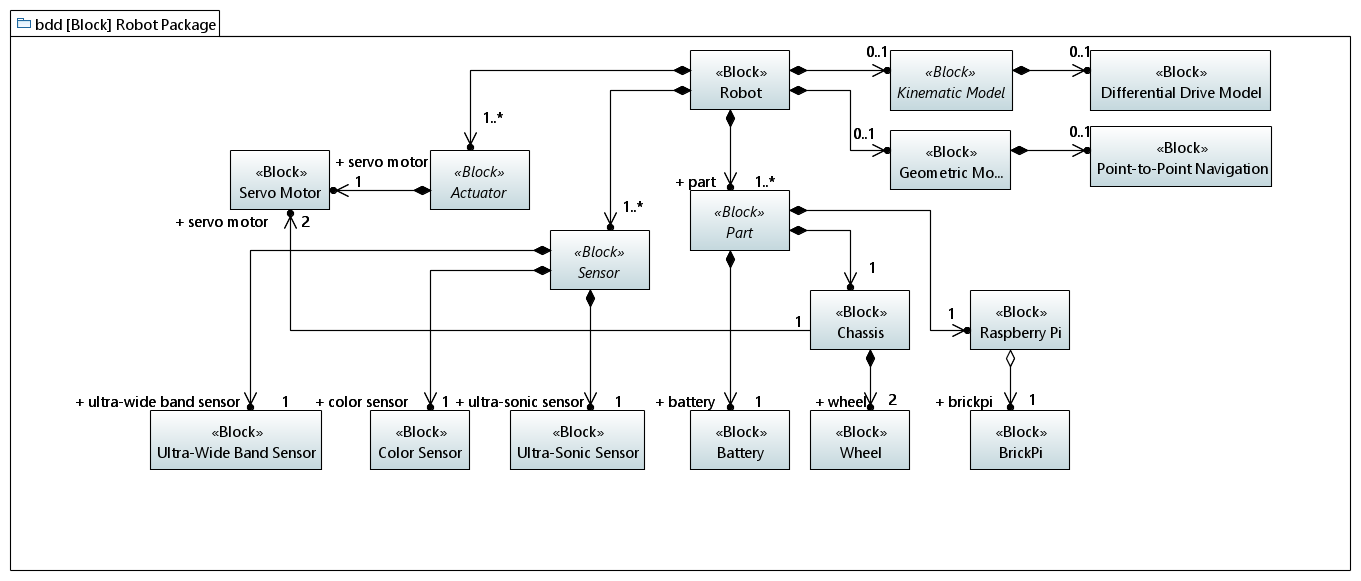 bdd [Block] Robot Package
0..1
0..1
«Block»
Robot
«Block»
Kinematic Model
«Block»
Differential Drive Model
1..*
0..1
0..1
«Block»
Geometric Mo...
«Block»
Point-to-Point Navigation
«Block»
Servo Motor
+ servo motor
1
«Block»
Actuator
+ part
1..*
+ servo motor
2
1..*
«Block»
Part
«Block»
Sensor
1
1
1
«Block»
Chassis
«Block»
Raspberry Pi
+ ultra-wide band sensor
1
+ color sensor
1
+ ultra-sonic sensor
1
+ battery
1
+ wheel
2
+ brickpi
1
«Block»
Ultra-Wide Band Sensor
«Block»
Color Sensor
«Block»
Ultra-Sonic Sensor
«Block»
Battery
«Block»
Wheel
«Block»
BrickPi